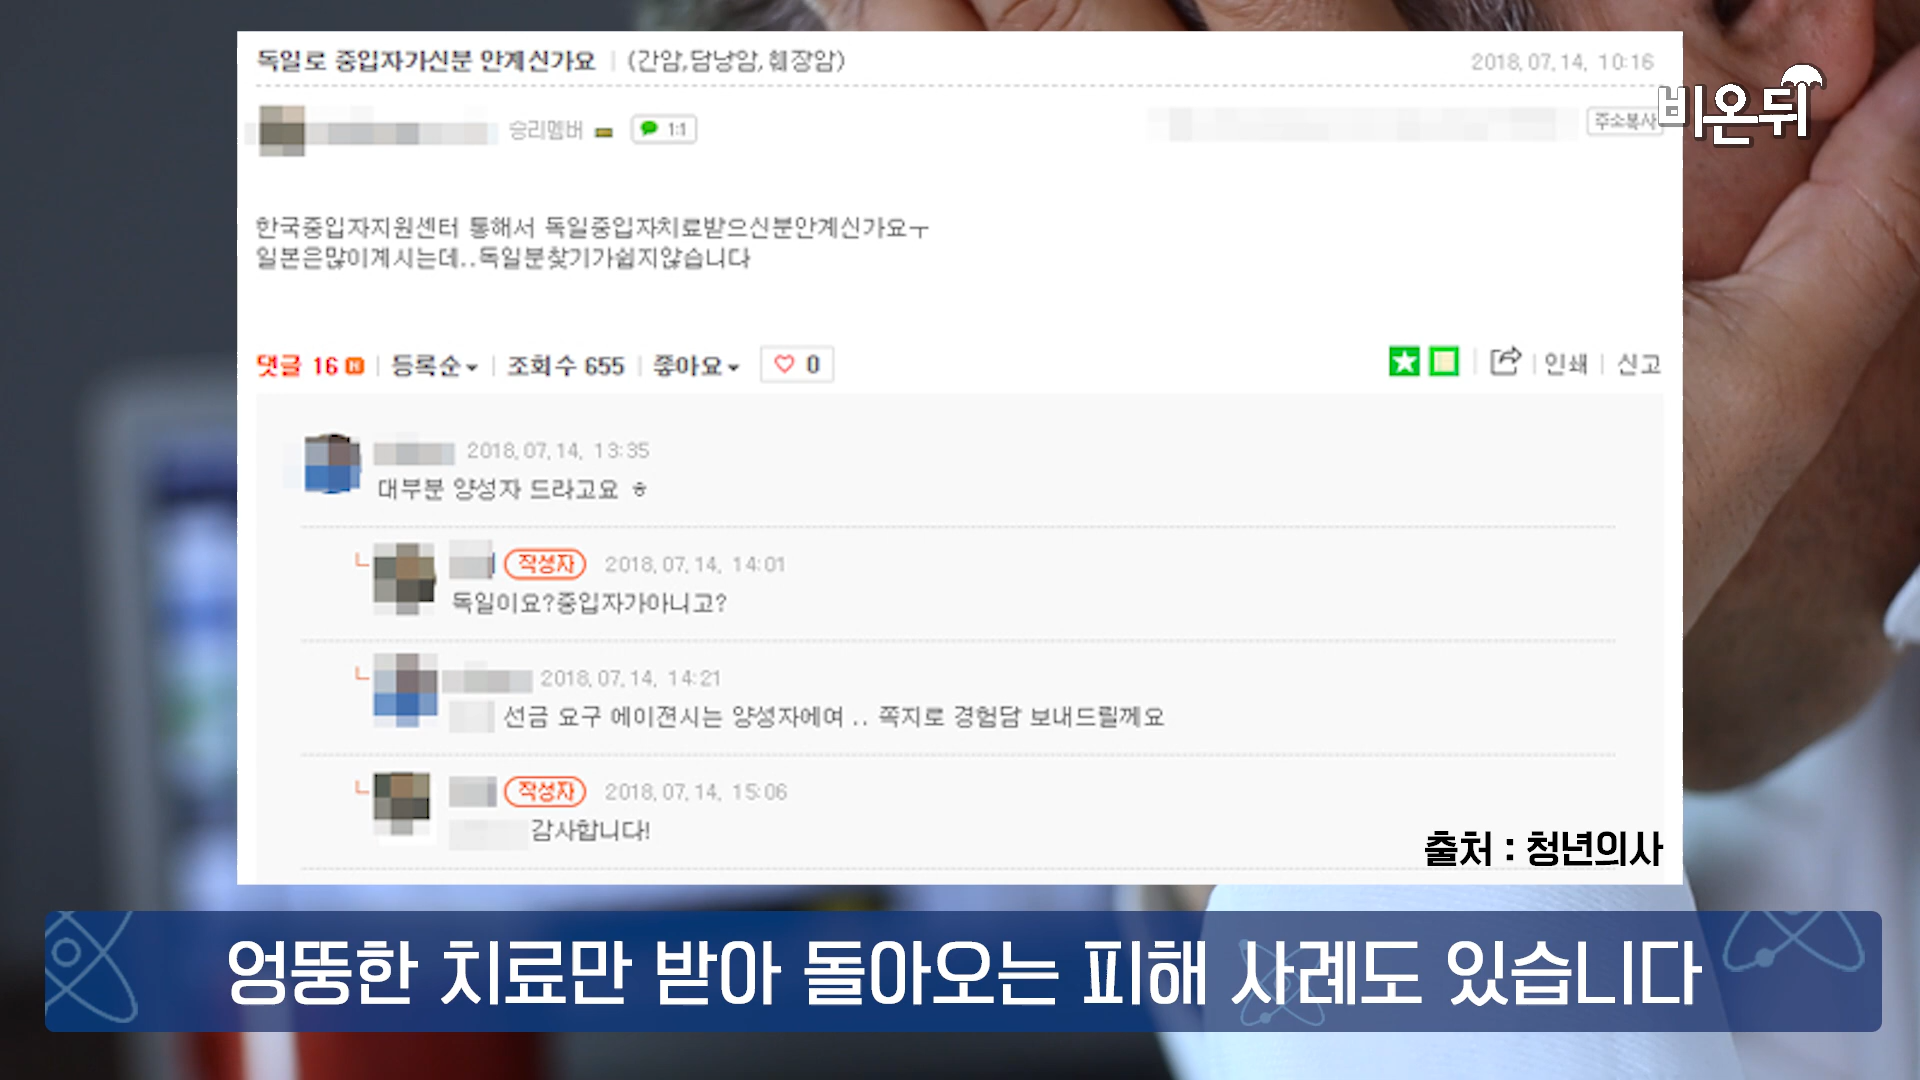 독일로 중입자가신분 안계신가요 | (간암,담낭암,췌장암)
2018.07.14. 10:16
비온뒤
승리멤버
1:1
주소복사
한국중입자지원센터 통해서 독일중입자치료받으신분안계신가요ㅜ
일본은많이계시는데..독일분찾기가쉽지않습니다
댓글 16 | 등록순 | 조회수 655 | 좋아요 ♡ 0
인쇄 | 신고
2018.07.14. 13:35
대부분 양성자 드라고요 ㅎ
작성자 2018.07.14. 14:01
독일이요?중입자가아니고?
2018.07.14. 14:21
선금 요구 에이젼시는 양성자에여 .. 쪽지로 경험담 보내드릴께요
작성자 2018.07.14. 15:06
감사합니다!
출처 : 청년의사
엉뚱한 치료만 받아 돌아오는 피해 사례도 있습니다